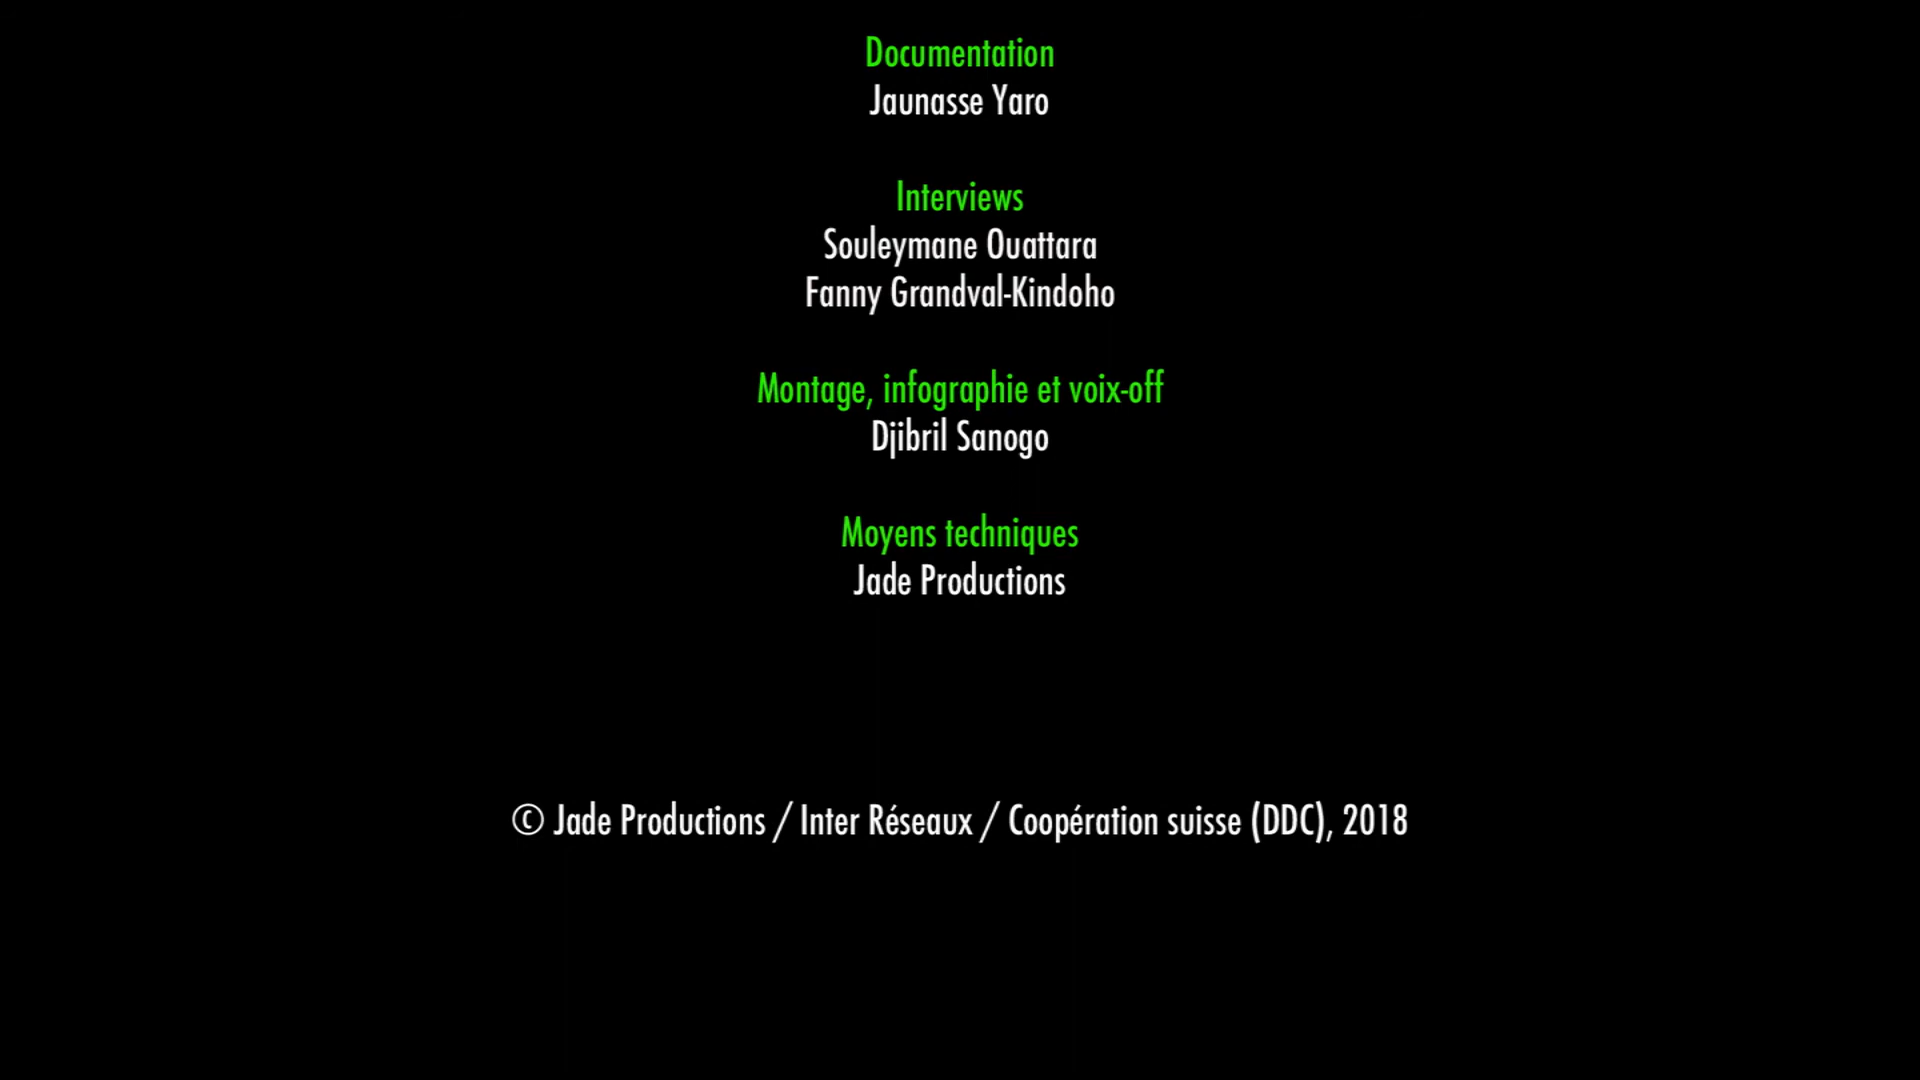 Documentation
Jaunasse Yaro
Interviews
Souleymane Ouattara
Fanny Grandval-Kindoho
Montage, infographie et voix-off
Djibril Sanogo
Moyens techniques
Jade Productions
© Jade Productions / Inter Réseaux / Coopération suisse (DDC), 2018